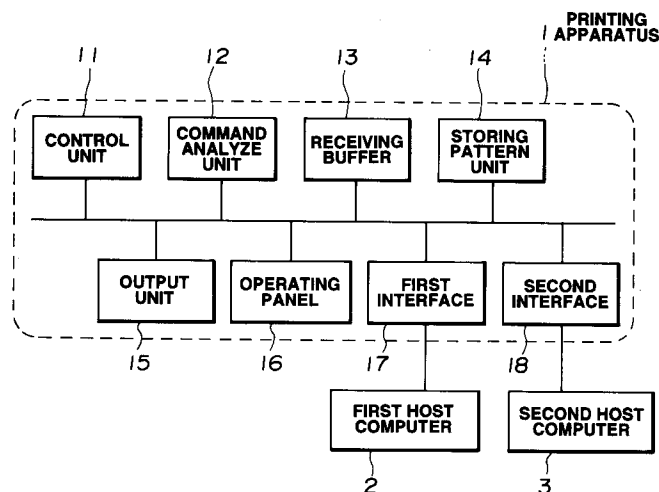 1 PRINTING
APPARATUS
11
12
13
14
CONTROL
UNIT
COMMAND
ANALYZE
UNIT
RECEIVING
BUFFER
STORING
PATTERN
UNIT
OUTPUT
UNIT
OPERATING
PANEL
FIRST
INTERFACE
SECOND
INTERFACE
15
16
17
18
FIRST HOST
COMPUTER
SECOND HOST
COMPUTER
2
3